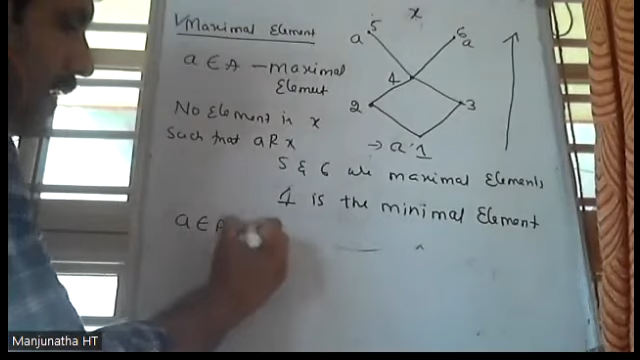 Maximal Element
a ∈ A – maximal
Element
No Element is x
Such that aRx
x
5
a
6
a
4
2
3
→ a' 1
5 & 6 are maximal Elements
1 is the minimal Element
a ∈ A
Manjunatha HT